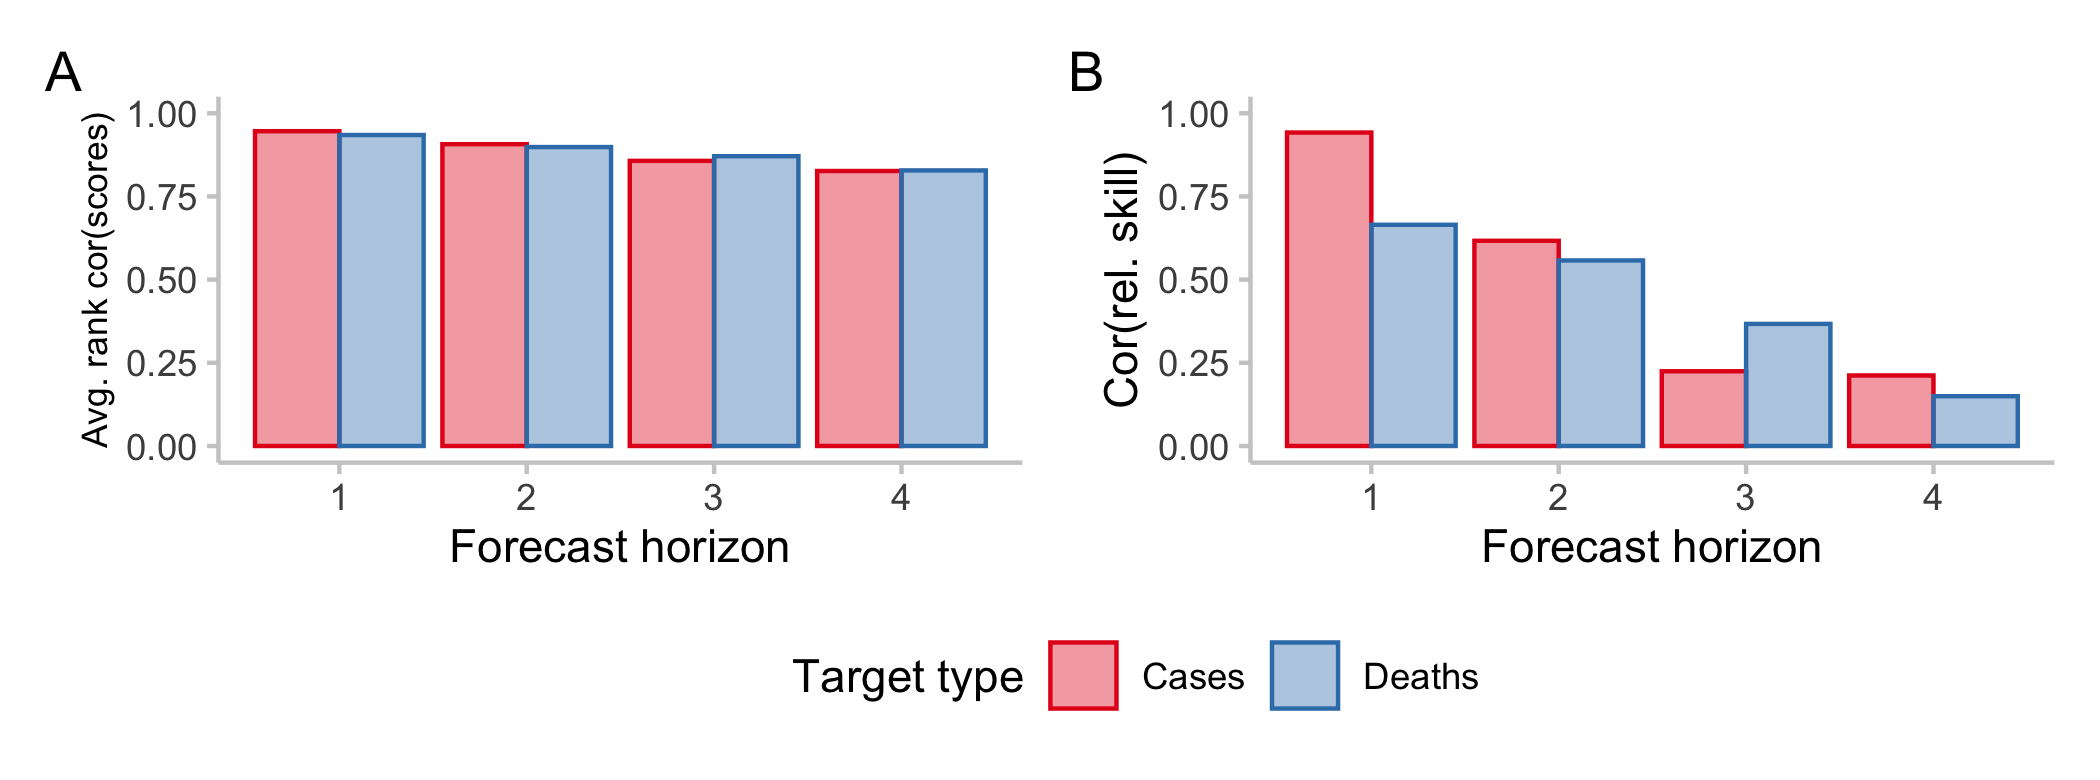 A
Avg. rank cor(scores)
1.00
0.75
0.50
0.25
0.00
1 2 3 4
Forecast horizon
B
Cor(rel. skill)
1.00
0.75
0.50
0.25
0.00
1 2 3 4
Forecast horizon
Target type Cases Deaths